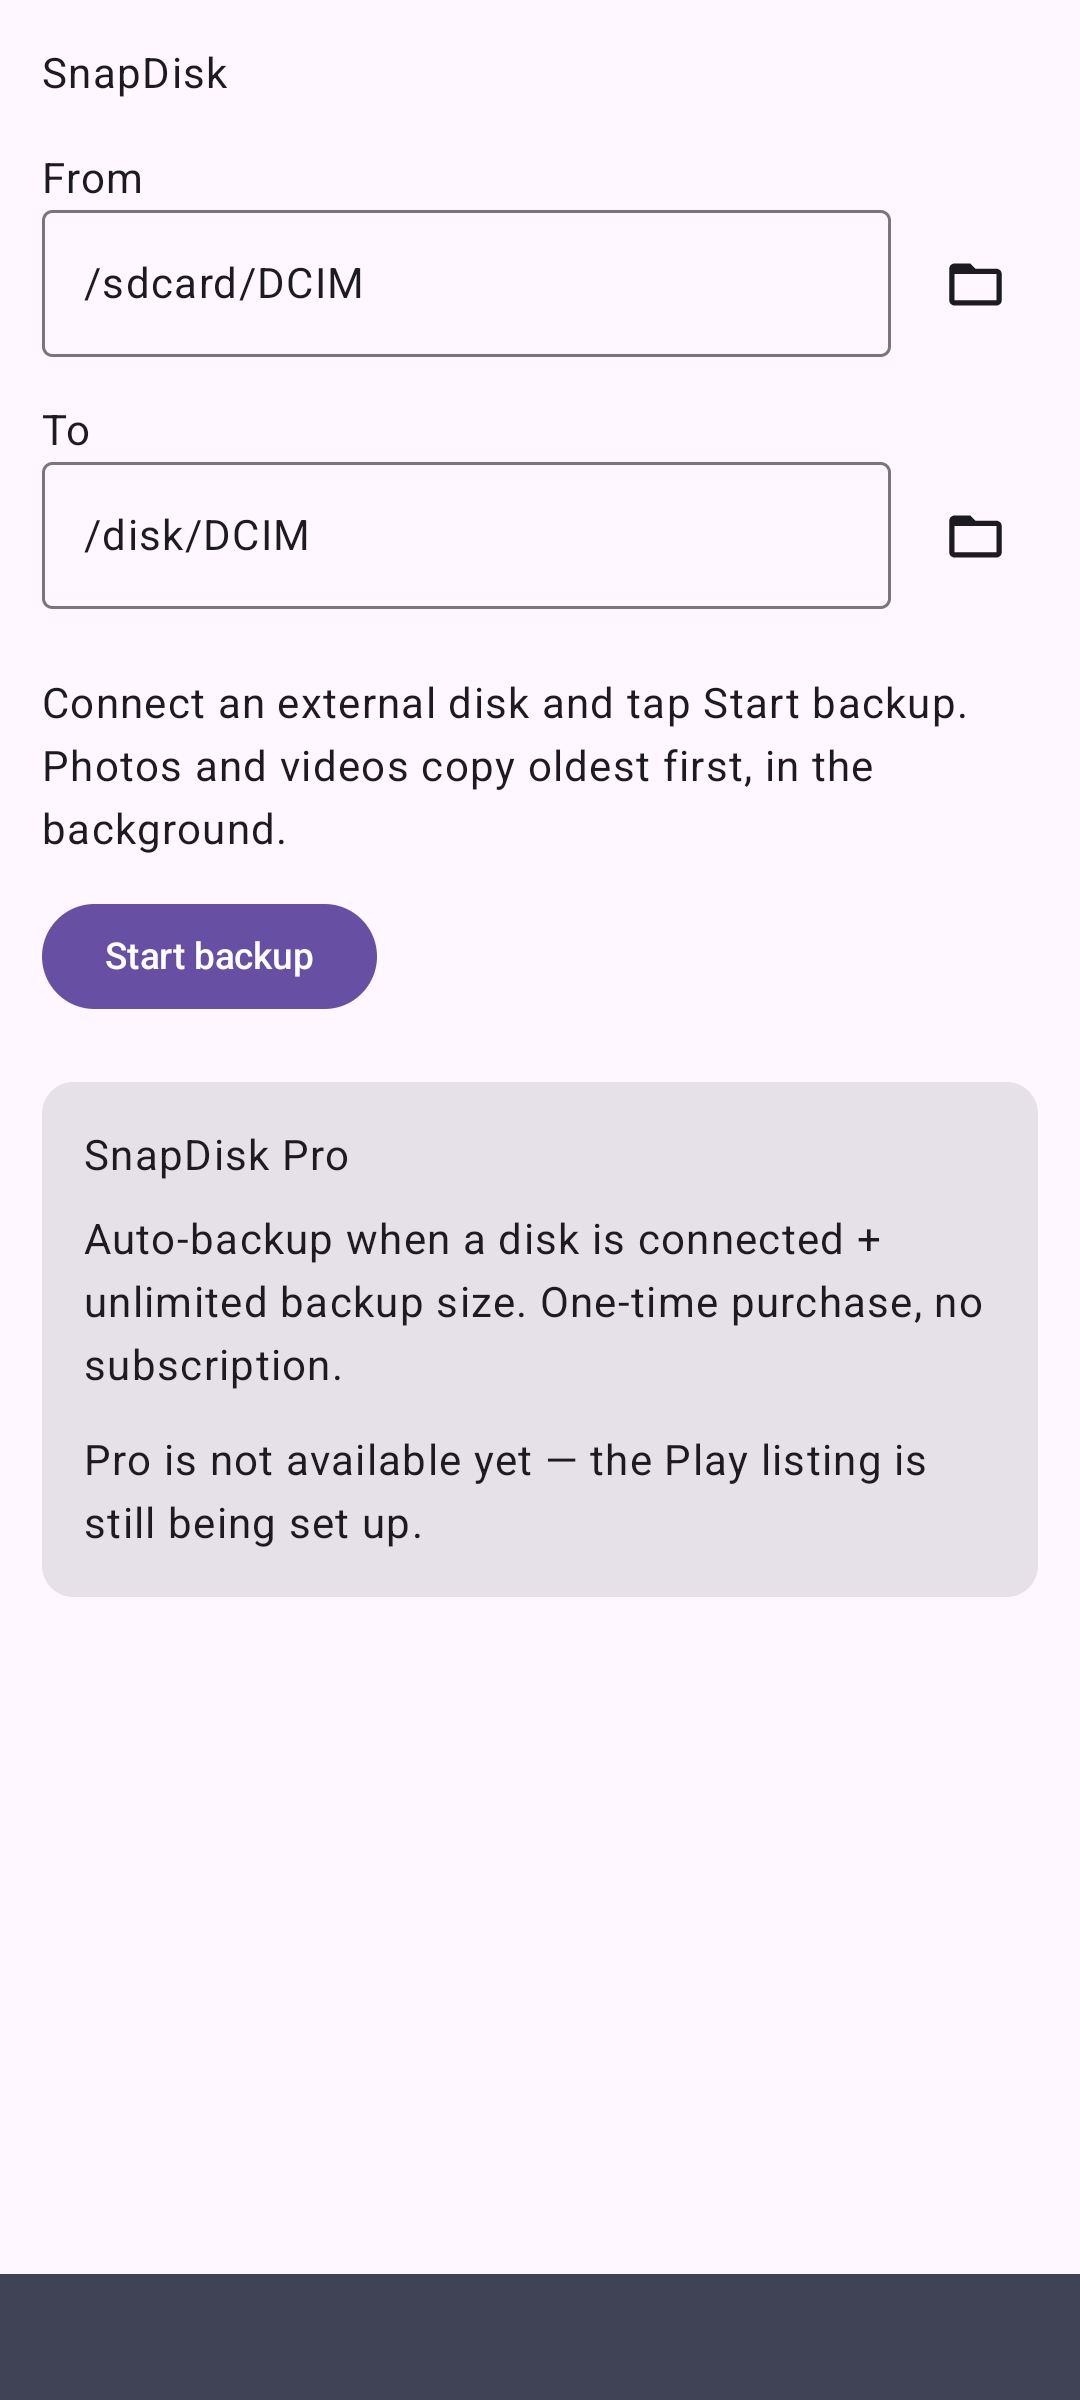 SnapDisk
From
/sdcard/DCIM
To
/disk/DCIM
Connect an external disk and tap Start backup.
Photos and videos copy oldest first, in the
background.
Start backup
SnapDisk Pro
Auto-backup when a disk is connected +
unlimited backup size. One-time purchase, no
subscription.
Pro is not available yet — the Play listing is
still being set up.